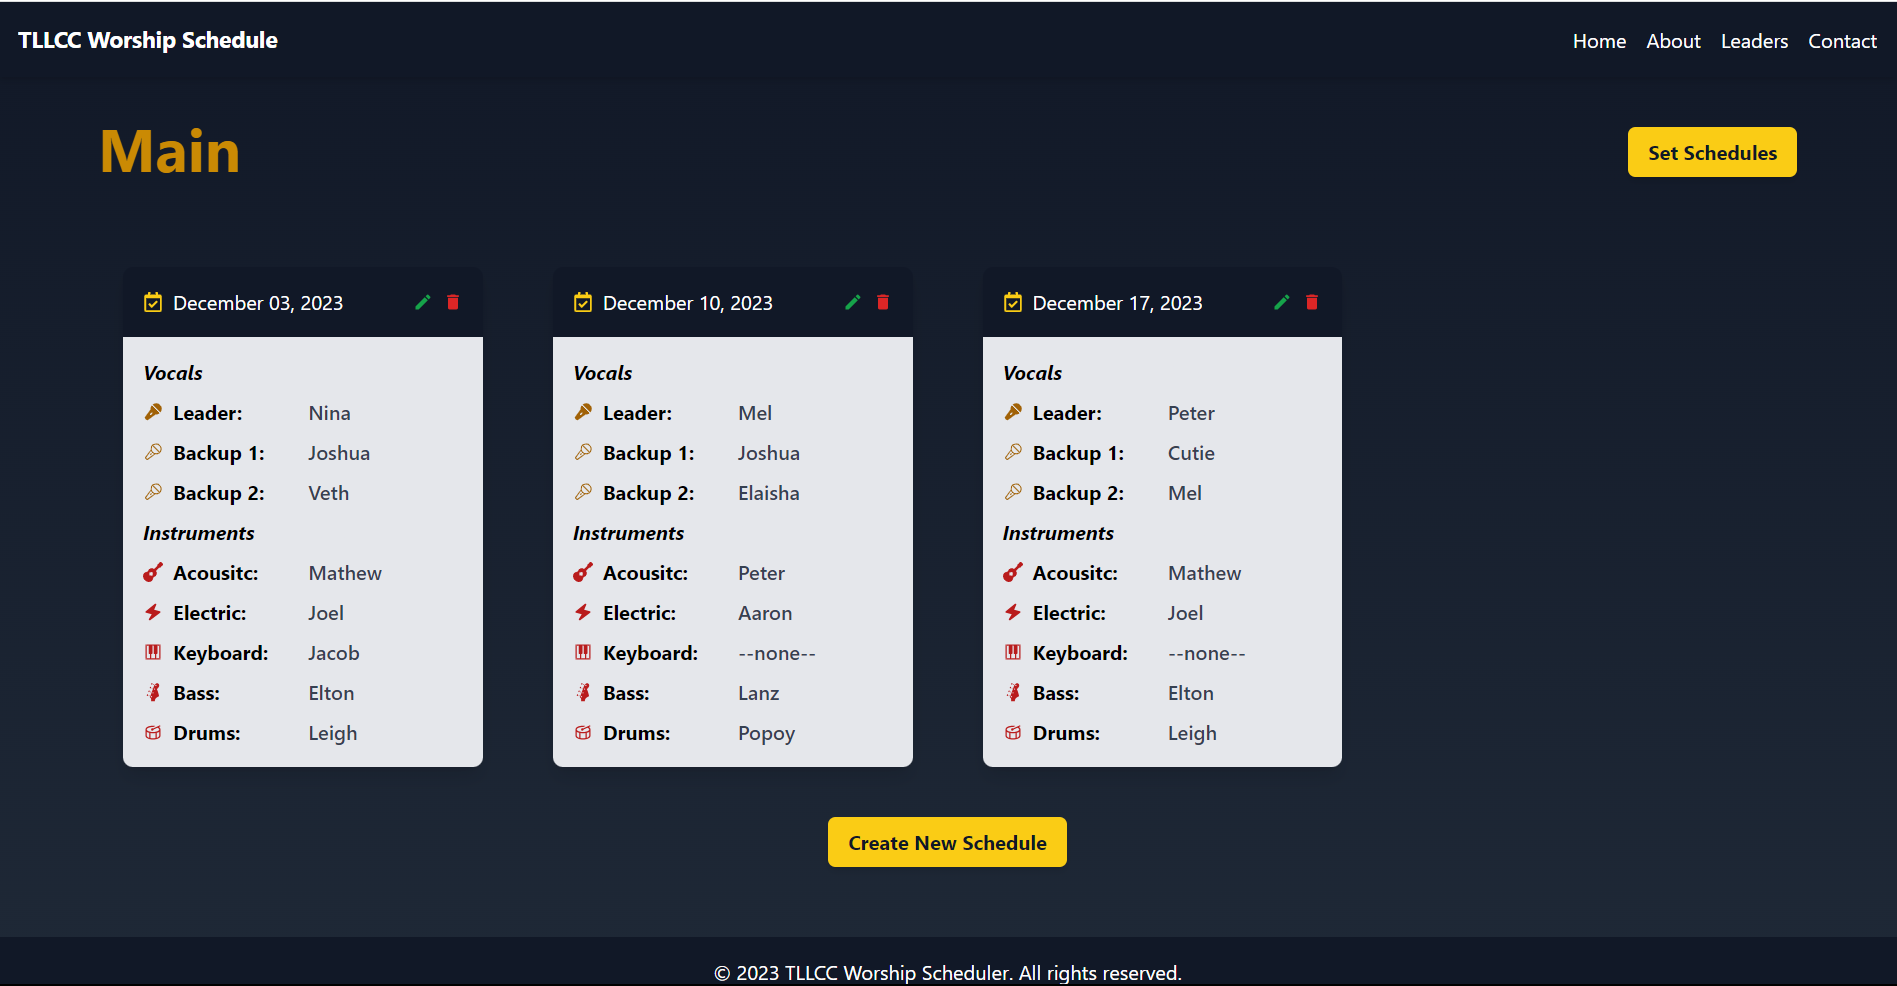 TLLCC Worship Schedule
Home About Leaders Contact
Main
Set Schedules
December 03, 2023
Vocals
Leader: Nina
Backup 1: Joshua
Backup 2: Veth
Instruments
Acousitc: Mathew
Electric: Joel
Keyboard: Jacob
Bass: Elton
Drums: Leigh
December 10, 2023
Vocals
Leader: Mel
Backup 1: Joshua
Backup 2: Elaisha
Instruments
Acousitc: Peter
Electric: Aaron
Keyboard: --none--
Bass: Lanz
Drums: Popoy
December 17, 2023
Vocals
Leader: Peter
Backup 1: Cutie
Backup 2: Mel
Instruments
Acousitc: Mathew
Electric: Joel
Keyboard: --none--
Bass: Elton
Drums: Leigh
Create New Schedule
© 2023 TLLCC Worship Scheduler. All rights reserved.